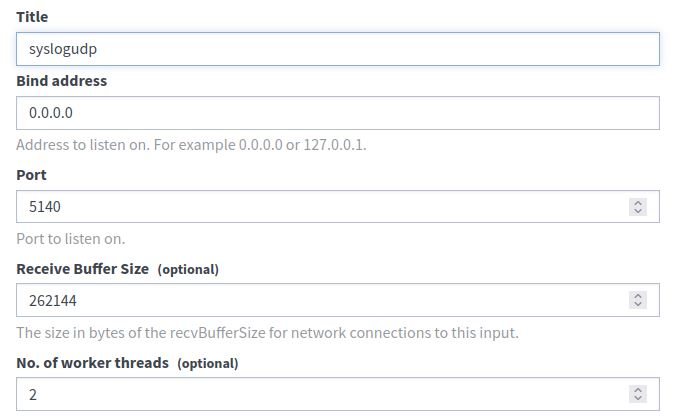 Title
syslogudp
Bind address
0.0.0.0
Address to listen on. For example 0.0.0.0 or 127.0.0.1.
Port
5140
Port to listen on.
Receive Buffer Size (optional)
262144
The size in bytes of the recvBufferSize for network connections to this input.
No. of worker threads (optional)
2